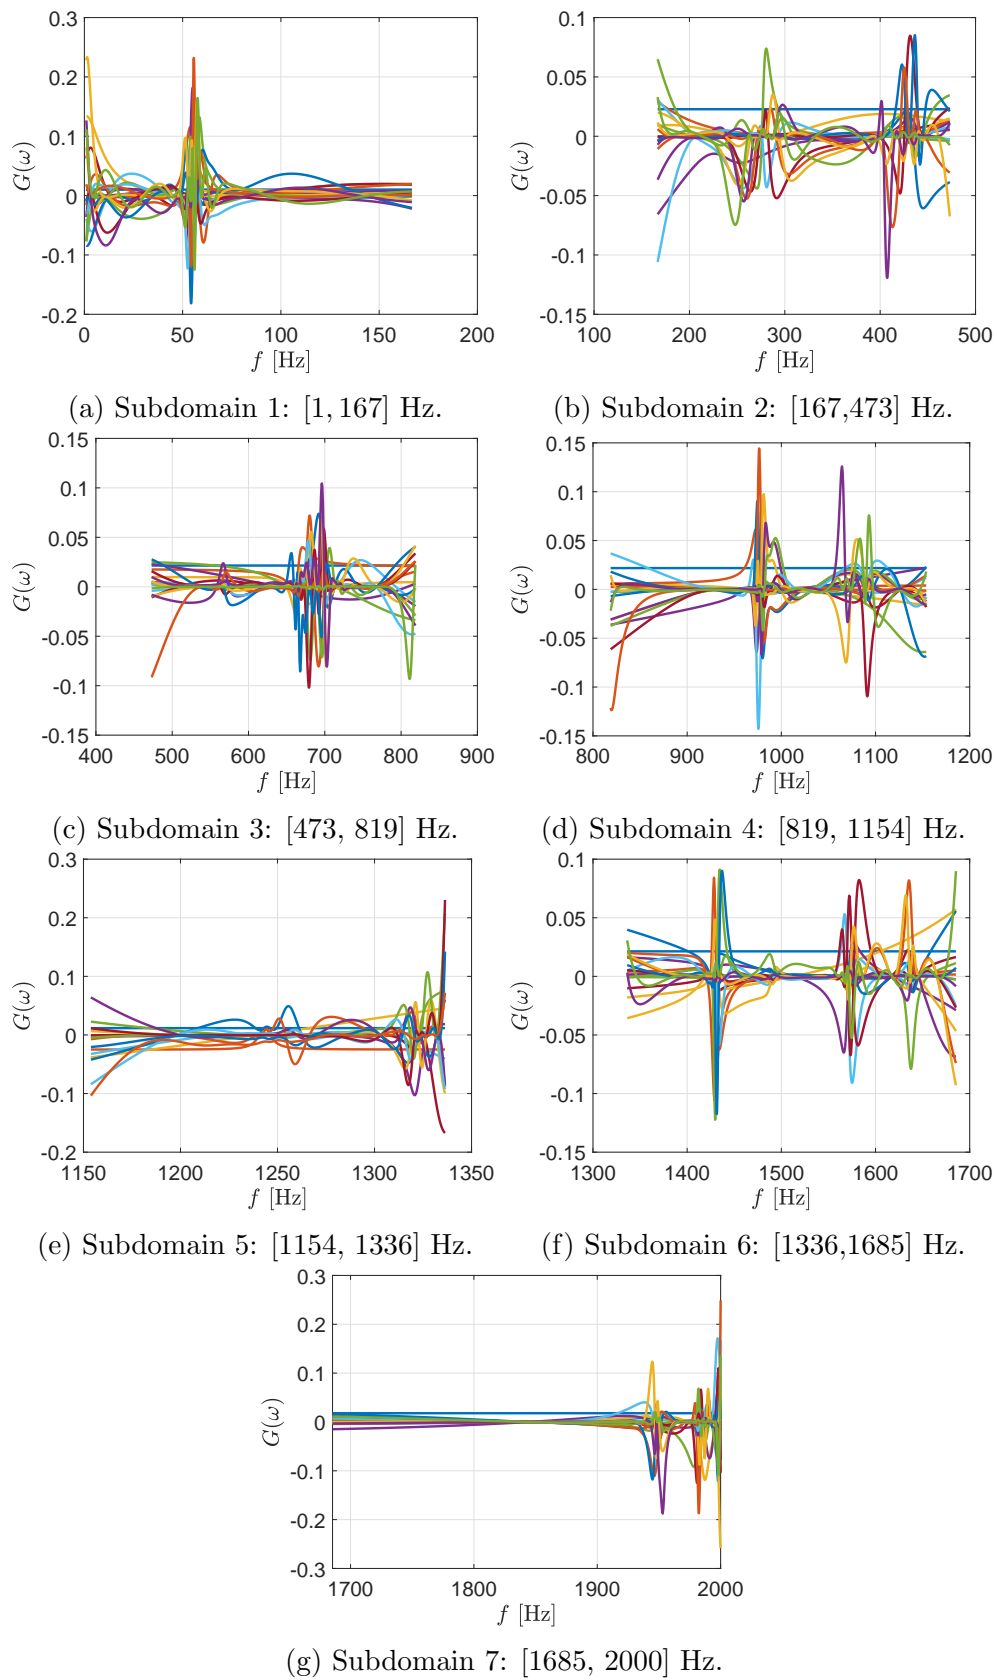 0.3
0.2
0.1
0
-0.1
-0.2
G(ω)
0 50 100 150 200
f [Hz]
(a) Subdomain 1: [1, 167] Hz.
0.1
0.05
0
-0.05
-0.1
-0.15
G(ω)
100 200 300 400 500
f [Hz]
(b) Subdomain 2: [167,473] Hz.
0.15
0.1
0.05
0
-0.05
-0.1
-0.15
G(ω)
400 500 600 700 800 900
f [Hz]
(c) Subdomain 3: [473, 819] Hz.
0.15
0.1
0.05
0
-0.05
-0.1
-0.15
G(ω)
800 900 1000 1100 1200
f [Hz]
(d) Subdomain 4: [819, 1154] Hz.
0.3
0.2
0.1
0
-0.1
-0.2
G(ω)
1150 1200 1250 1300 1350
f [Hz]
(e) Subdomain 5: [1154, 1336] Hz.
0.1
0.05
0
-0.05
-0.1
-0.15
G(ω)
1300 1400 1500 1600 1700
f [Hz]
(f) Subdomain 6: [1336,1685] Hz.
0.3
0.2
0.1
0
-0.1
-0.2
-0.3
G(ω)
1700 1800 1900 2000
f [Hz]
(g) Subdomain 7: [1685, 2000] Hz.